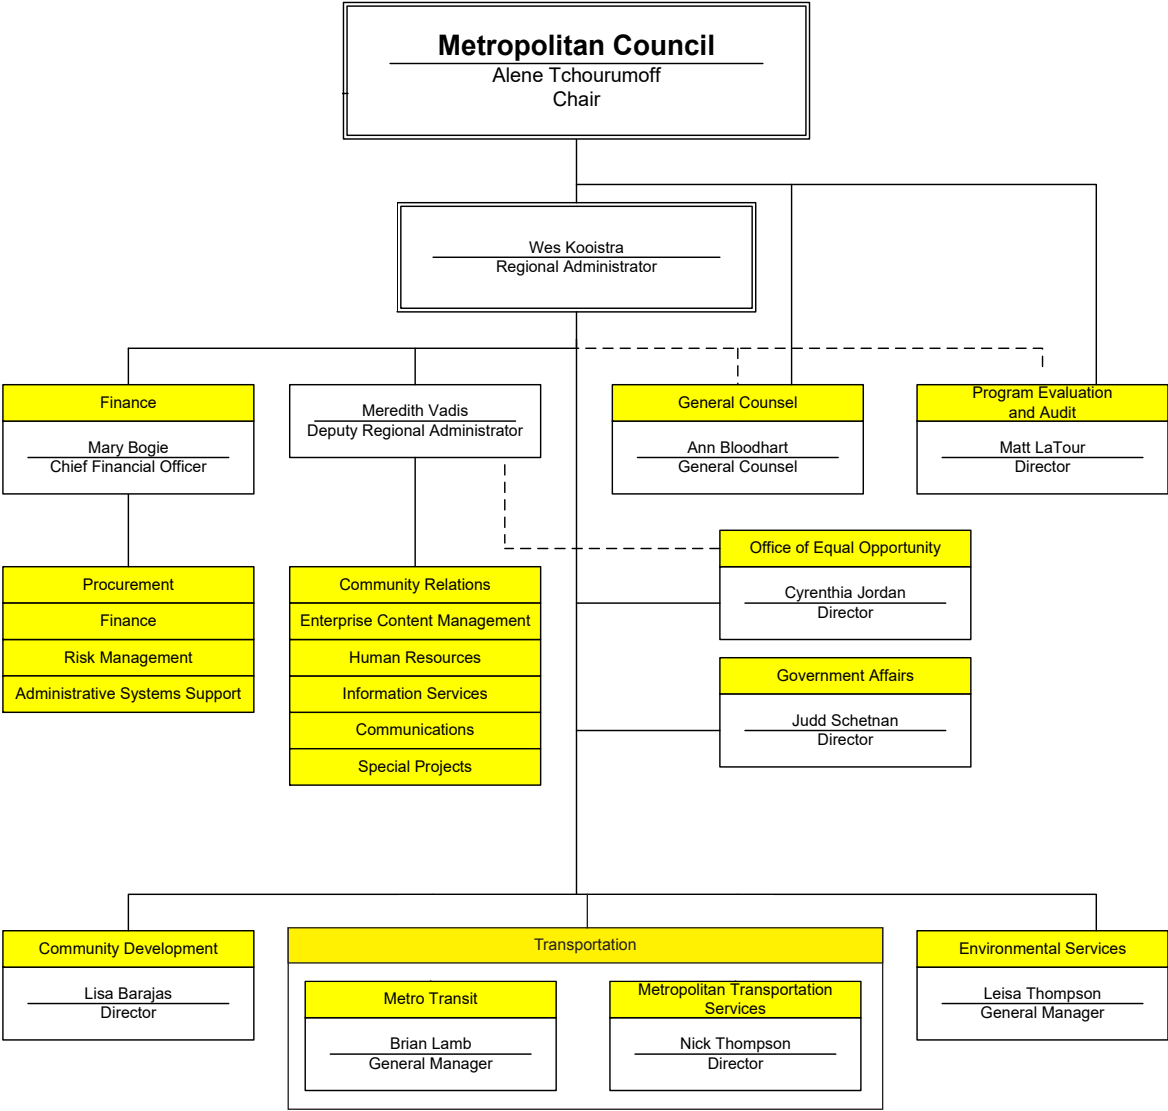 Metropolitan Council
Alene Tchourumoff
Chair
Wes Kooistra
Regional Administrator
Finance
Mary Bogie
Chief Financial Officer
Meredith Vadis
Deputy Regional Administrator
General Counsel
Ann Bloodhart
General Counsel
Program Evaluation
and Audit
Matt LaTour
Director
Procurement
Finance
Risk Management
Administrative Systems Support
Community Relations
Enterprise Content Management
Human Resources
Information Services
Communications
Special Projects
Office of Equal Opportunity
Cyrenthia Jordan
Director
Government Affairs
Judd Schetnan
Director
Community Development
Lisa Barajas
Director
Transportation
Metro Transit
Brian Lamb
General Manager
Metropolitan Transportation
Services
Nick Thompson
Director
Environmental Services
Leisa Thompson
General Manager